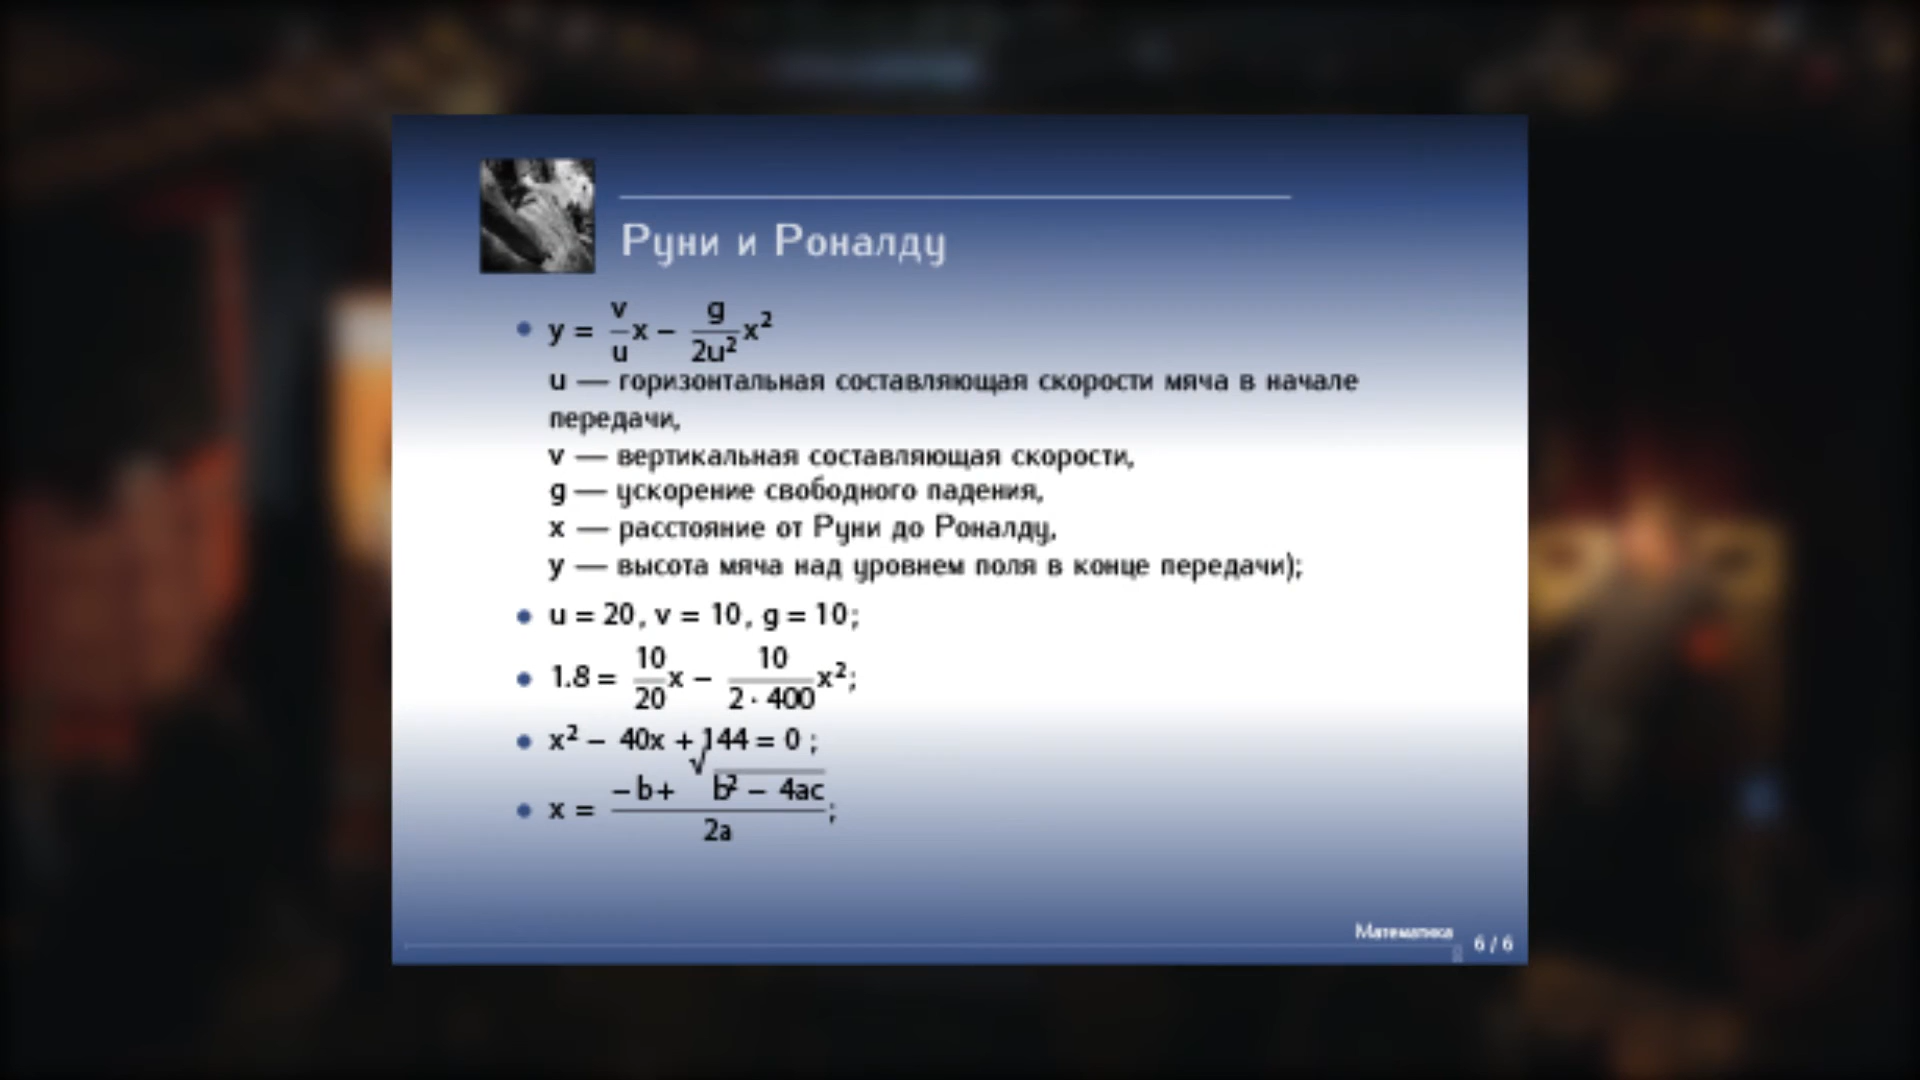 Руни и Роналду
y = v/u x − g/2u² x²
u — горизонтальная составляющая скорости мяча в начале
передачи,
v — вертикальная составляющая скорости,
g — ускорение свободного падения,
x — расстояние от Руни до Роналду,
y — высота мяча над уровнем поля в конце передачи);
u = 20, v = 10, g = 10;
1.8 = 10/20 x − 10/2 · 400 x²;
x² − 40x + 144 = 0 ;
x = −b + √b² − 4ac / 2a ;
Математика
6 / 6